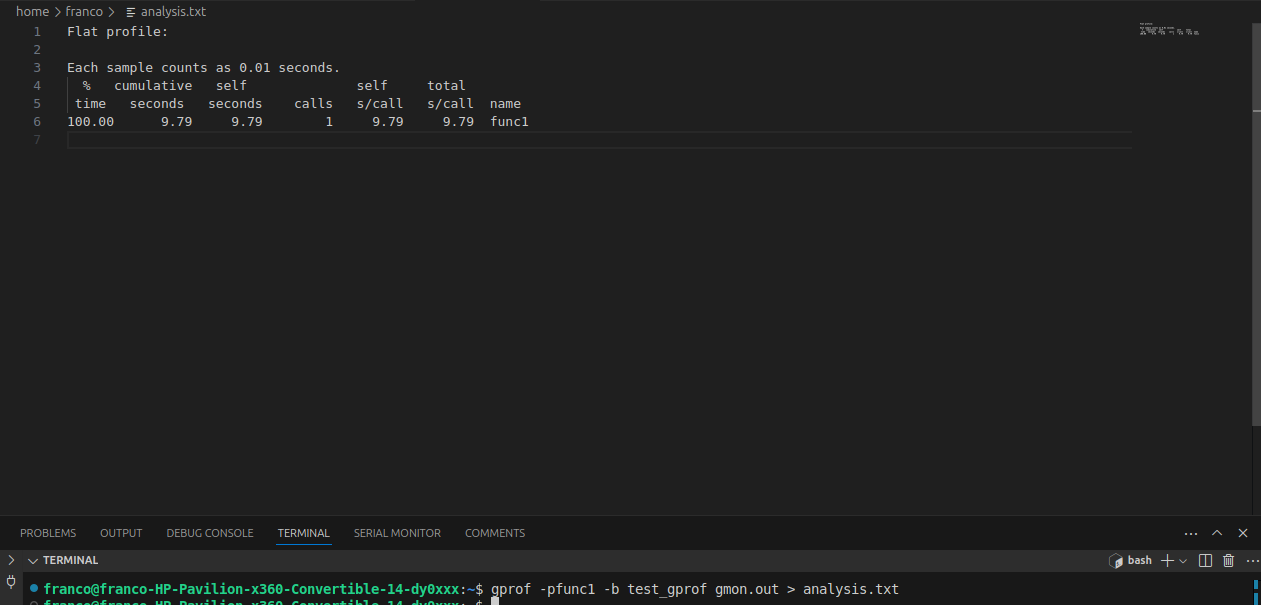 home > franco > analysis.txt
1 Flat profile:
2
3 Each sample counts as 0.01 seconds.
4 % cumulative self self total
5 time seconds seconds calls s/call s/call name
6 100.00 9.79 9.79 1 9.79 9.79 func1
7
PROBLEMS OUTPUT DEBUG CONSOLE TERMINAL SERIAL MONITOR COMMENTS
TERMINAL bash
franco@franco-HP-Pavilion-x360-Convertible-14-dy0xxx:~$ gprof -pfunc1 -b test_gprof gmon.out > analysis.txt
franco@franco-HP-Pavilion-x360-Convertible-14-dy0xxx:~$